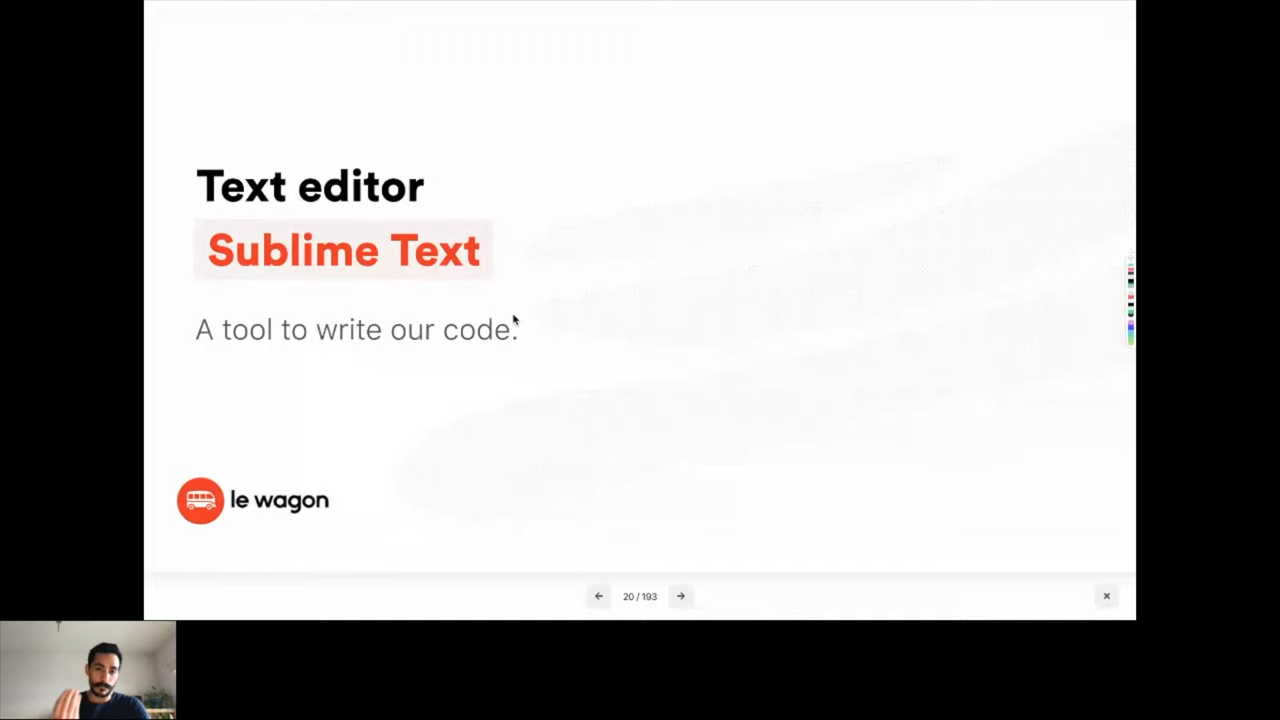 Text editor
Sublime Text
A tool to write our code.
le wagon
20 / 193